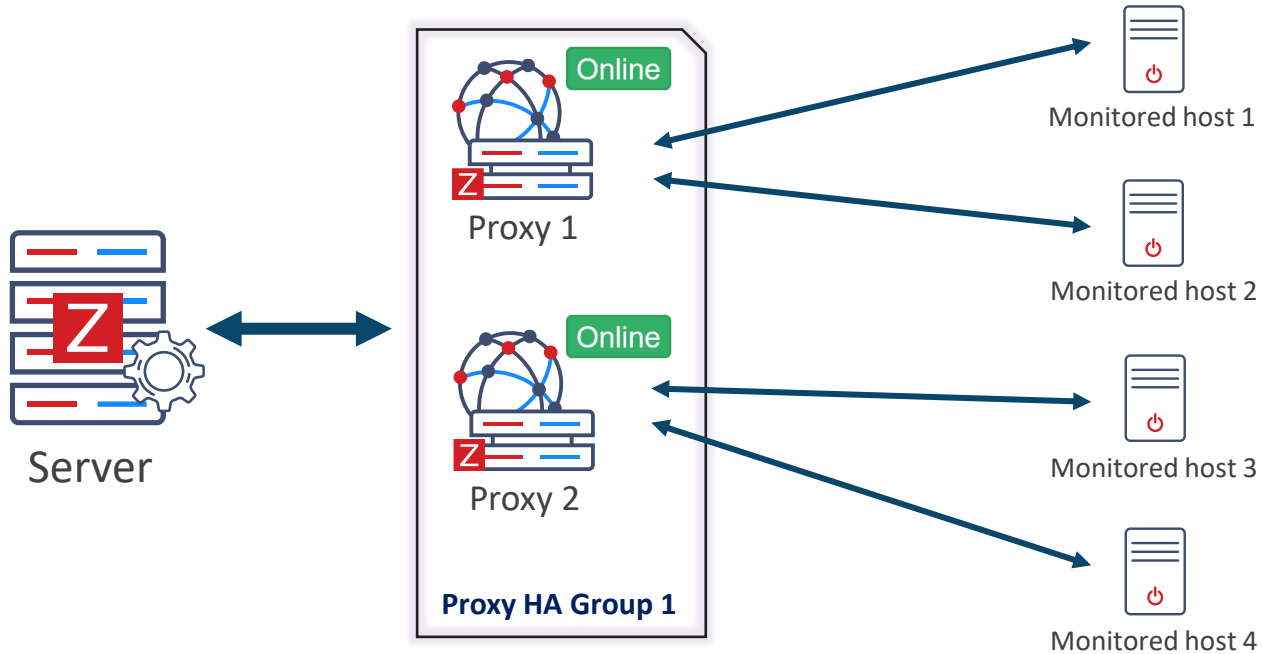 Online
Z
Proxy 1
Z
Server
Online
Z
Proxy 2
Proxy HA Group 1
Monitored host 1
Monitored host 2
Monitored host 3
Monitored host 4